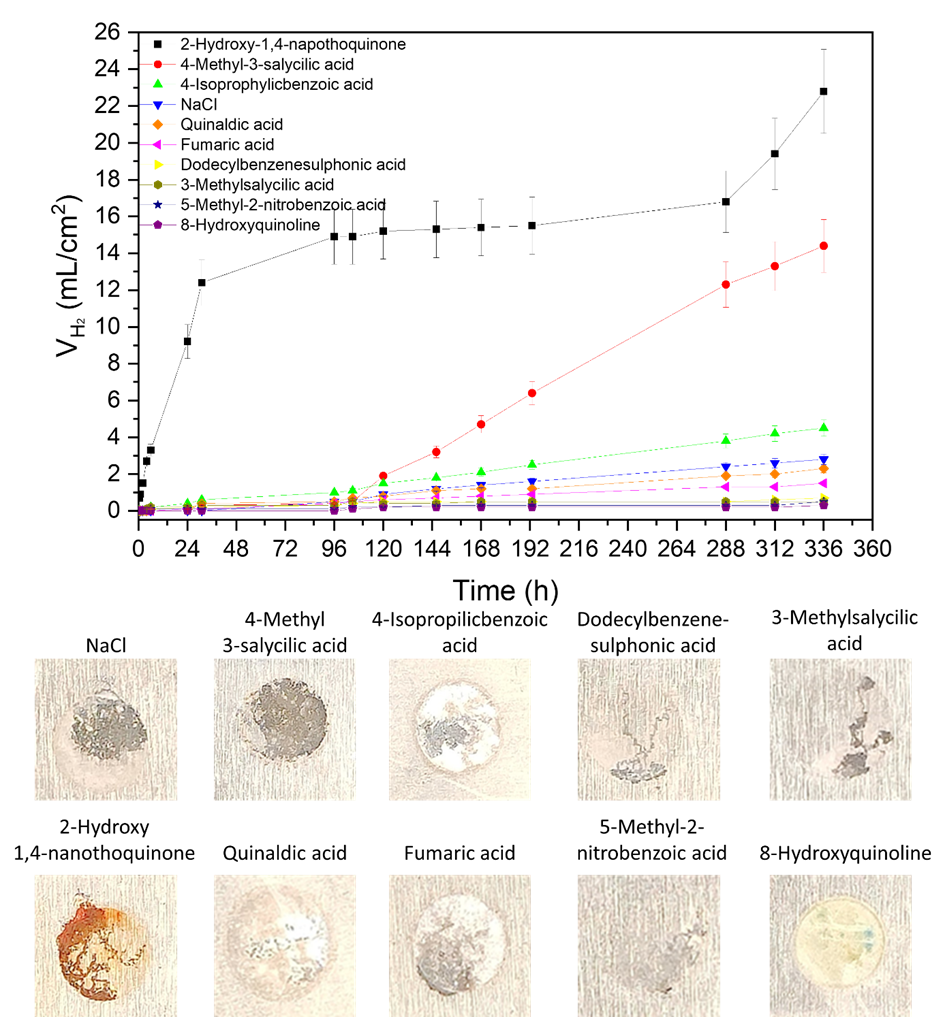 26
24
22
20
18
16
14
12
10
8
6
4
2
0
V_H₂ (mL/cm²)
2-Hydroxy-1,4-napothoquinone
4-Methyl-3-salycilic acid
4-Isoprophylicbenzoic acid
NaCl
Quinaldic acid
Fumaric acid
Dodecylbenzenesulphonic acid
3-Methylsalycilic acid
5-Methyl-2-nitrobenzoic acid
8-Hydroxyquinoline
0 24 48 72 96 120 144 168 192 216 240 264 288 312 336 360
Time (h)
NaCl
4-Methyl
3-salycilic acid
4-Isopropilicbenzoic
acid
Dodecylbenzene-
sulphonic acid
3-Methylsalycilic
acid
2-Hydroxy
1,4-nanothoquinone
Quinaldic acid
Fumaric acid
5-Methyl-2-
nitrobenzoic acid
8-Hydroxyquinoline